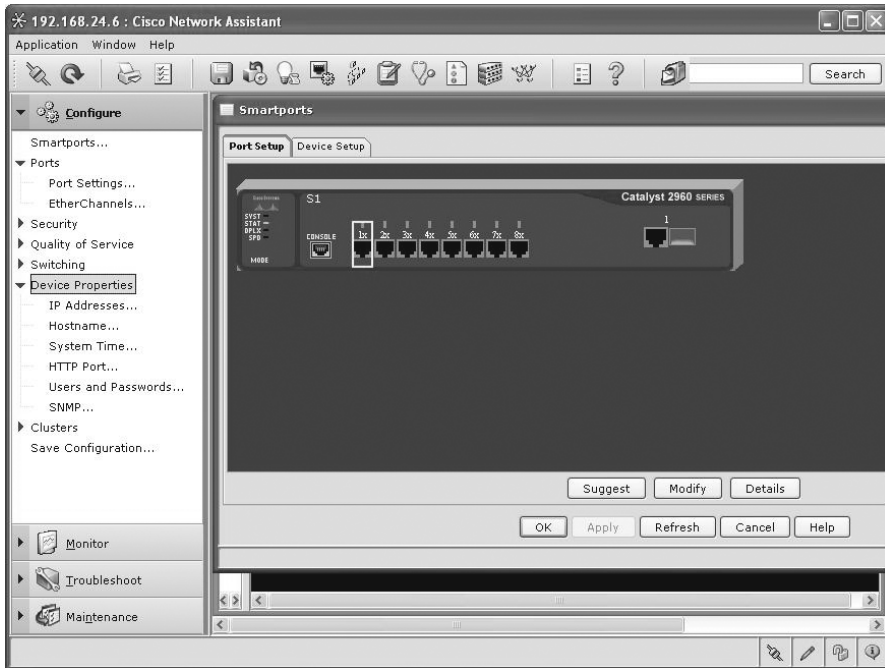 192.168.24.6 : Cisco Network Assistant
Application Window Help
Search
Configure
Smartports...
Ports
Port Settings...
EtherChannels...
Security
Quality of Service
Switching
Device Properties
IP Addresses...
Hostname...
System Time...
HTTP Port...
Users and Passwords...
SNMP...
Clusters
Save Configuration...
Monitor
Troubleshoot
Maintenance
Smartports
Port Setup Device Setup
S1
Catalyst 2960 SERIES
SYST
STAT
DPLX
SPD
MODE
CONSOLE
1x 2x 3x 4x 5x 6x 7x 8x
1
Suggest Modify Details
OK Apply Refresh Cancel Help